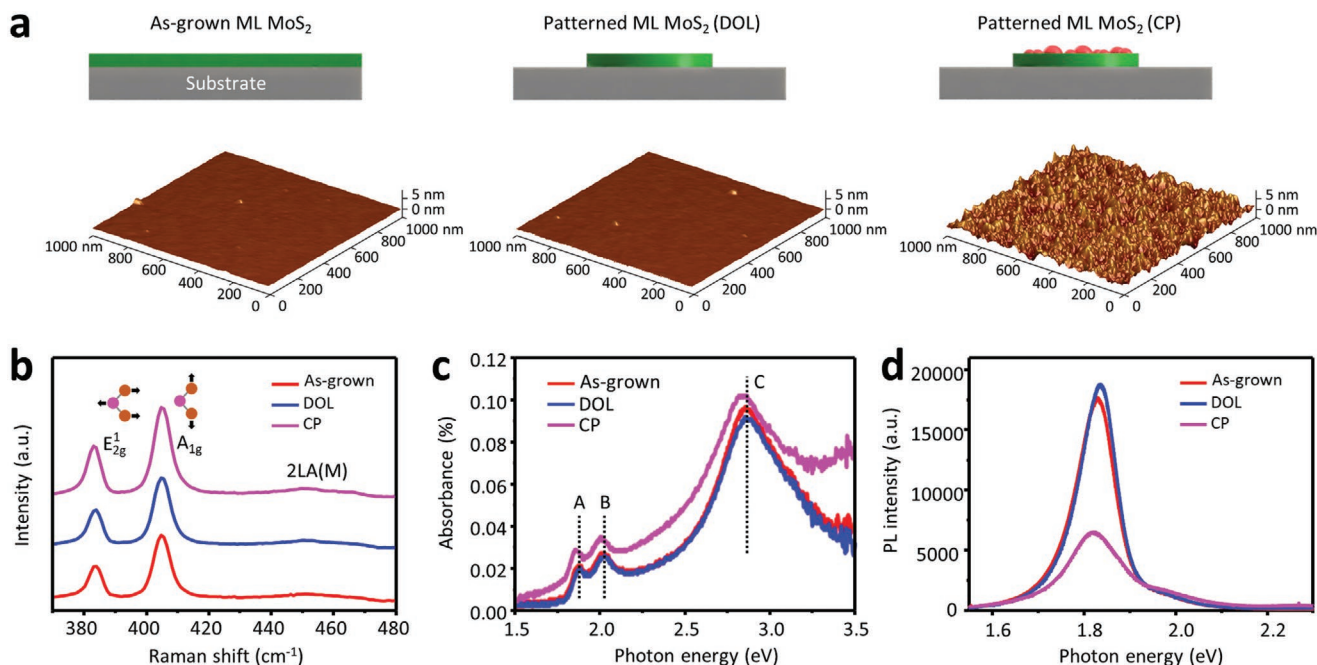 a
As-grown ML MoS₂
Patterned ML MoS₂ (DOL)
Patterned ML MoS₂ (CP)
Substrate
5 nm
0 nm
1000 nm
800
600
400
200
0
1000 nm
800
600
400
200
0
5 nm
0 nm
1000 nm
800
600
400
200
0
1000 nm
800
600
400
200
0
5 nm
0 nm
1000 nm
800
600
400
200
0
1000 nm
800
600
400
200
0
b
As-grown
DOL
CP
E¹₂g
A₁g
2LA(M)
Intensity (a.u.)
380 400 420 440 460 480
Raman shift (cm⁻¹)
c
As-grown
DOL
CP
A
B
C
Absorbance (%)
0.12
0.10
0.08
0.06
0.04
0.02
0.00
1.5 2.0 2.5 3.0 3.5
Photon energy (eV)
d
As-grown
DOL
CP
PL intensity (a.u.)
20000
15000
10000
5000
0
1.6 1.8 2.0 2.2
Photon energy (eV)